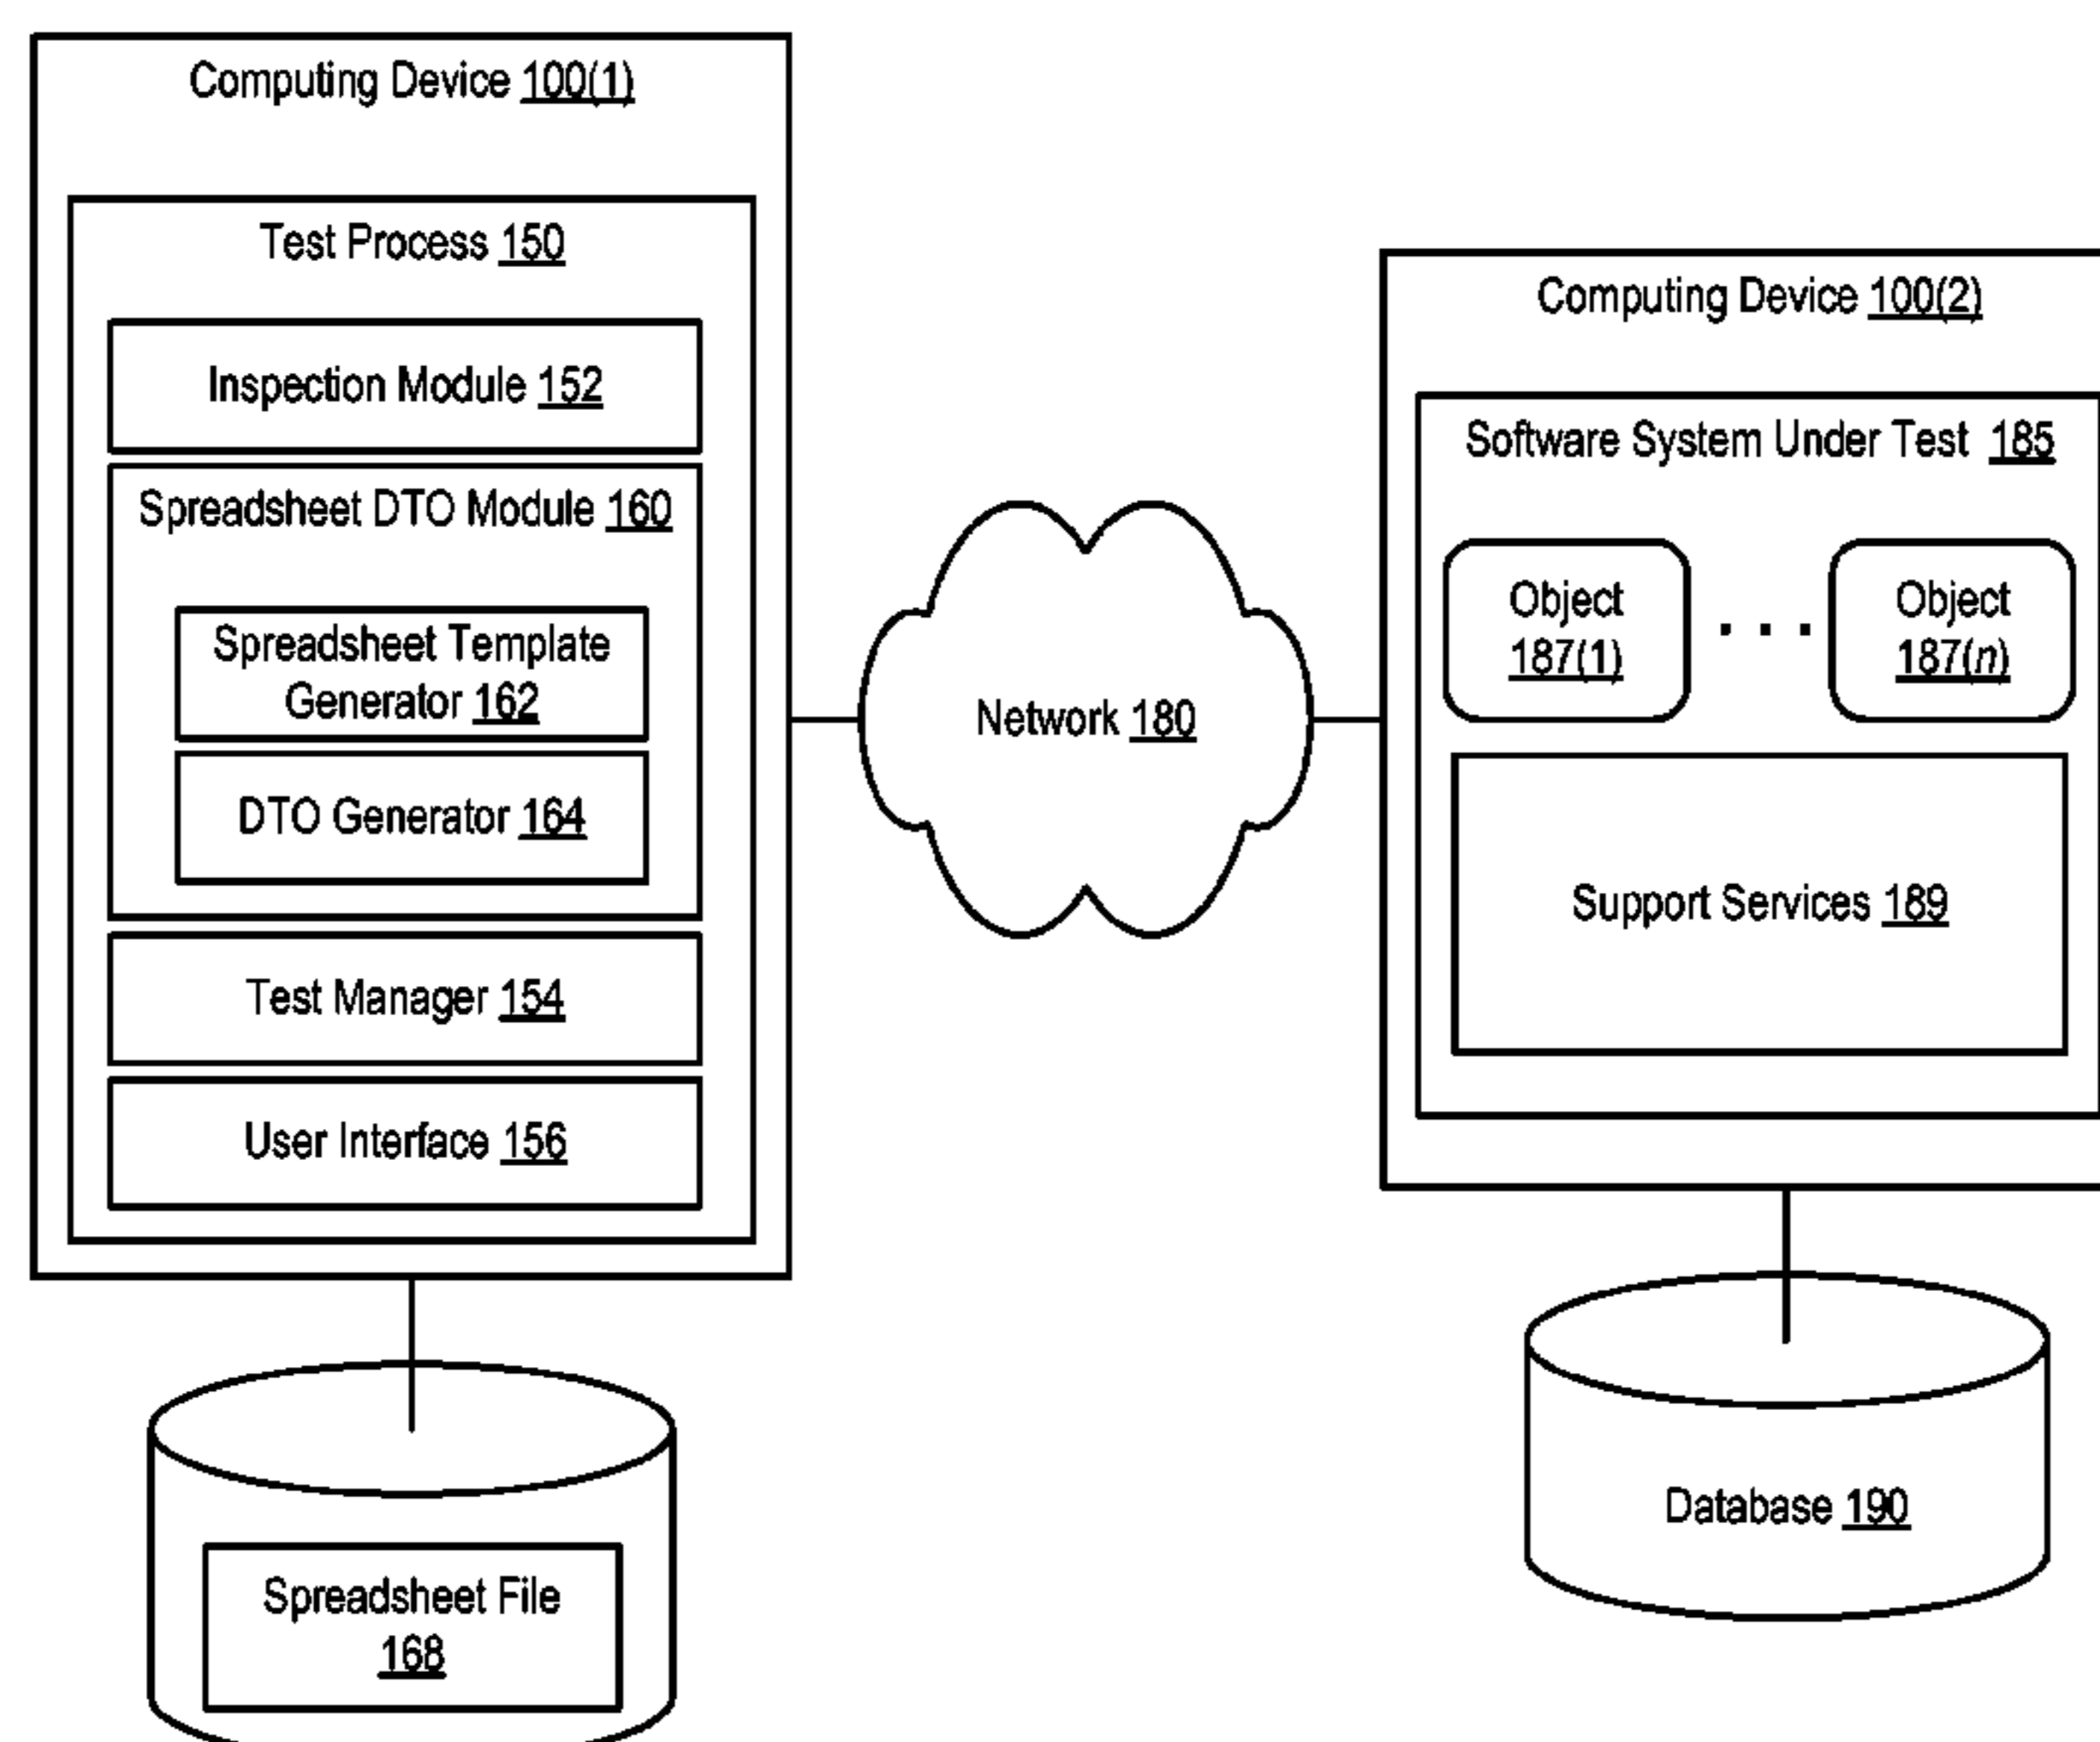 Computing Device 100(1)
Test Process 150
Inspection Module 152
Spreadsheet DTO Module 160
Spreadsheet Template
Generator 162
DTO Generator 164
Test Manager 154
User Interface 156
Spreadsheet File
168
Network 180
Computing Device 100(2)
Software System Under Test 185
Object
187(1)
. . .
Object
187(n)
Support Services 189
Database 190